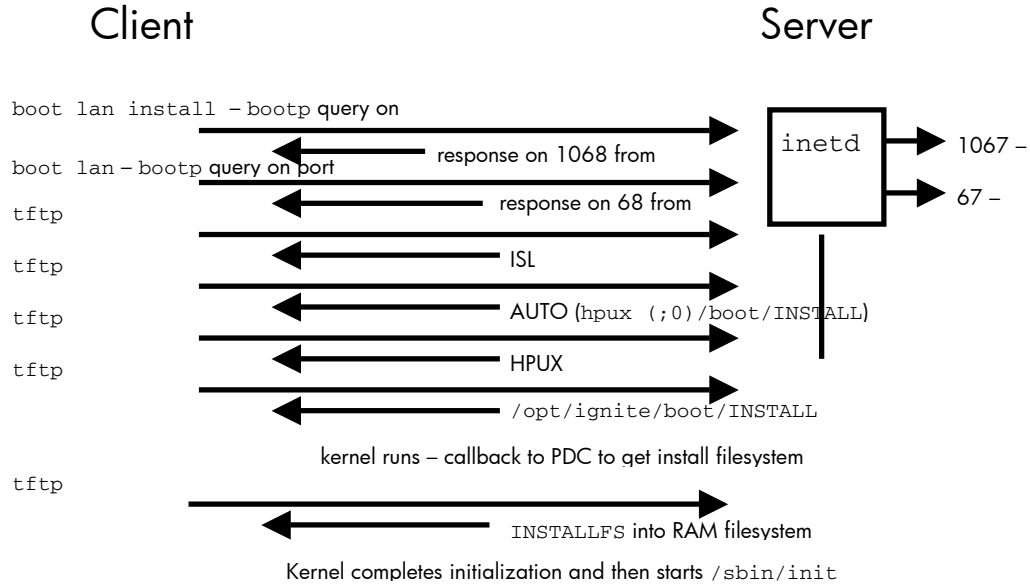 Client Server
boot lan install – bootp query on
inetd
response on 1068 from
1067 –
boot lan – bootp query on port
67 –
response on 68 from
tftp
ISL
tftp
AUTO (hpux (;0)/boot/INSTALL)
tftp
HPUX
tftp
/opt/ignite/boot/INSTALL
kernel runs – callback to PDC to get install filesystem
tftp
INSTALLFS into RAM filesystem
Kernel completes initialization and then starts /sbin/init